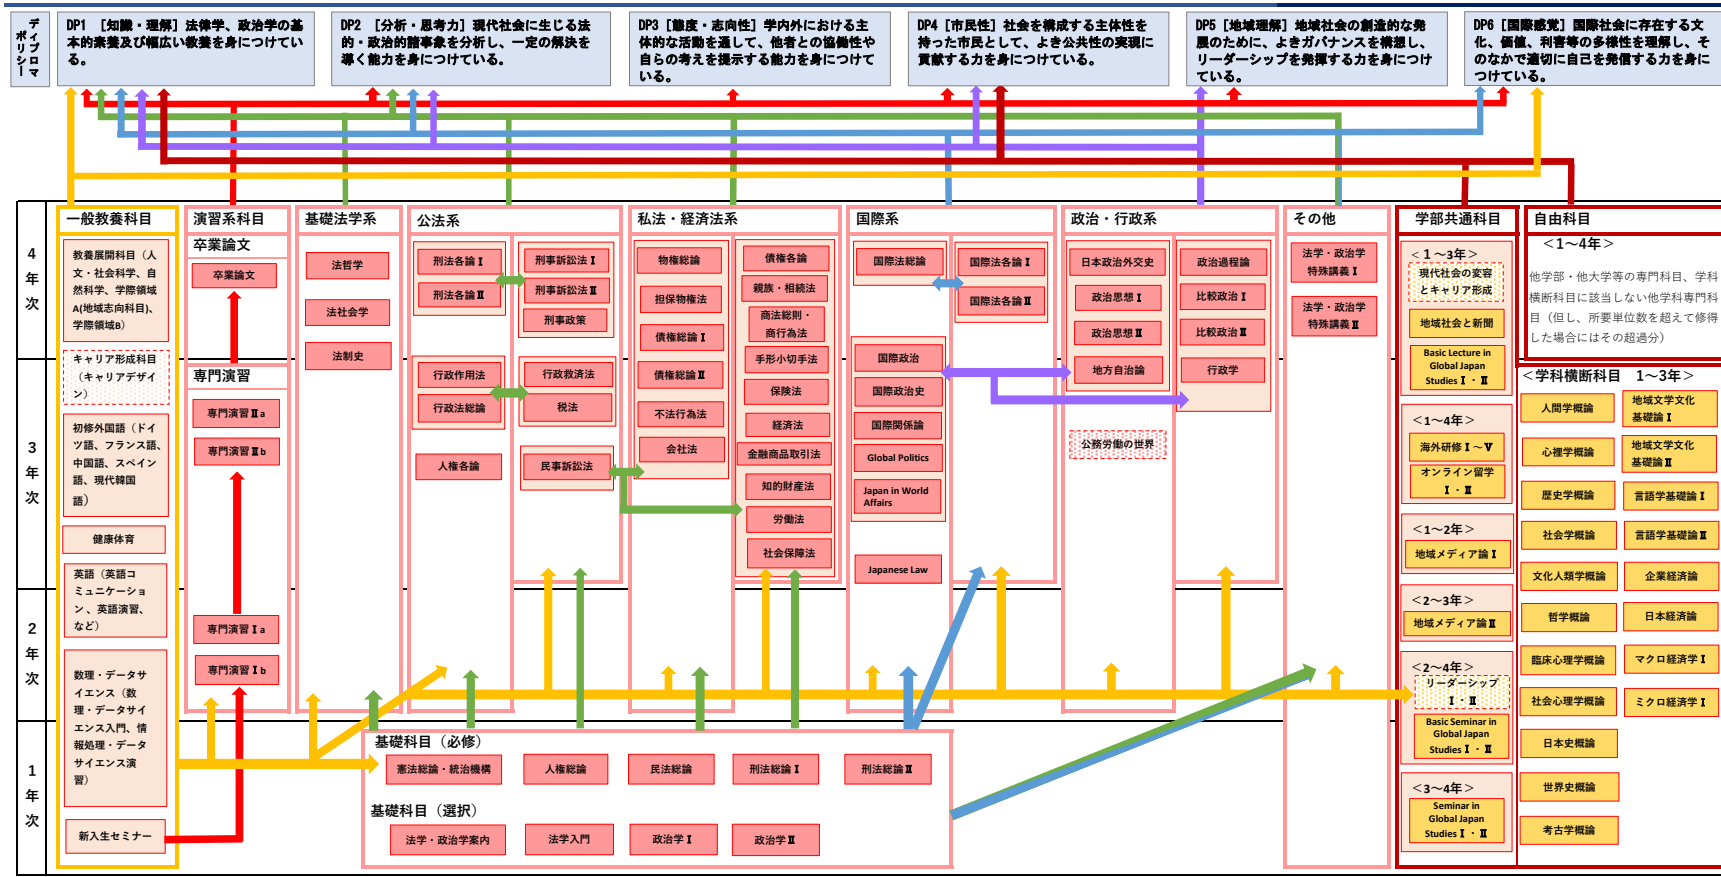 ディプロマ
ポリシー
DP1 [知識・理解] 法律学、政治学の基
本的素養及び幅広い教養を身につけてい
る。
DP2 [分析・思考力] 現代社会に生じる法
的・政治的諸事象を分析し、一定の解決を
導く能力を身につけている。
DP3 [態度・志向性] 学内外における主
体的な活動を通して、他者との協働性や
自らの考えを提示する能力を身につけて
いる。
DP4 [市民性] 社会を構成する主体性を
持った市民として、よき公共性の実現に
貢献する力を身につけている。
DP5 [地域理解] 地域社会の創造的な発
展のために、よきガバナンスを構想し、
リーダーシップを発揮する力を身につけ
ている。
DP6 [国際感覚] 国際社会に存在する文
化、価値、利害等の多様性を理解し、そ
のなかで適切に自己を発信する力を身に
つけている。
4年次
3年次
2年次
1年次
一般教養科目
教養展開科目（人
文・社会科学、自
然科学、学際領域
A(地域志向科目)、
学際領域B）
キャリア形成科目
（キャリアデザイ
ン）
初修外国語（ドイ
ツ語、フランス語、
中国語、スペイン
語、現代韓国
語）
健康体育
英語（英語コ
ミュニケーショ
ン、英語演習、
など）
数理・データサ
イエンス（数
理・データサイ
エンス入門、情
報処理・データ
サイエンス演
習）
新入生セミナー
演習系科目
卒業論文
卒業論文
専門演習
専門演習Ⅱa
専門演習Ⅱb
専門演習Ⅰa
専門演習Ⅰb
基礎法学系
法哲学
法社会学
法制史
公法系
刑法各論Ⅰ
刑法各論Ⅱ
刑事訴訟法Ⅰ
刑事訴訟法Ⅱ
刑事政策
行政作用法
行政法総論
行政救済法
税法
人権各論
民事訴訟法
私法・経済法系
物権総論
担保物権法
債権総論Ⅰ
債権総論Ⅱ
不法行為法
会社法
債権各論
親族・相続法
商法総則・
商行為法
手形小切手法
保険法
経済法
金融商品取引法
知的財産法
労働法
社会保障法
国際系
国際法総論
国際法各論Ⅰ
国際法各論Ⅱ
国際政治
国際政治史
国際関係論
Global Politics
Japan in World
Affairs
Japanese Law
政治・行政系
日本政治外交史
政治思想Ⅰ
政治思想Ⅱ
地方自治論
政治過程論
比較政治Ⅰ
比較政治Ⅱ
行政学
公務労働の世界
その他
法学・政治学
特殊講義Ⅰ
法学・政治学
特殊講義Ⅱ
基礎科目（必修）
憲法総論・統治機構
人権総論
民法総論
刑法総論Ⅰ
刑法総論Ⅱ
基礎科目（選択）
法学・政治学案内
法学入門
政治学Ⅰ
政治学Ⅱ
学部共通科目
＜１～3年＞
現代社会の変容
とキャリア形成
地域社会と新聞
Basic Lecture in
Global Japan
Studies Ⅰ・Ⅱ
＜1～4年＞
海外研修Ⅰ～Ⅴ
オンライン留学
Ⅰ・Ⅱ
＜1～2年＞
地域メディア論Ⅰ
＜2～3年＞
地域メディア論Ⅱ
＜2～4年＞
リーダーシップ
Ⅰ・Ⅱ
Basic Seminar in
Global Japan
Studies Ⅰ・Ⅱ
＜3～4年＞
Seminar in
Global Japan
Studies Ⅰ・Ⅱ
自由科目
＜1～4年＞
他学部・他大学等の専門科目、学科
横断科目に該当しない他学科専門科
目（但し、所要単位数を超えて修得
した場合にはその超過分）
＜学科横断科目 1～3年＞
人間学概論
地域文学文化
基礎論Ⅰ
心裡学概論
地域文学文化
基礎論Ⅱ
歴史学概論
言語学基礎論Ⅰ
社会学概論
言語学基礎論Ⅱ
文化人類学概論
企業経済論
哲学概論
日本経済論
臨床心理学概論
マクロ経済学Ⅰ
社会心理学概論
ミクロ経済学Ⅰ
日本史概論
世界史概論
考古学概論